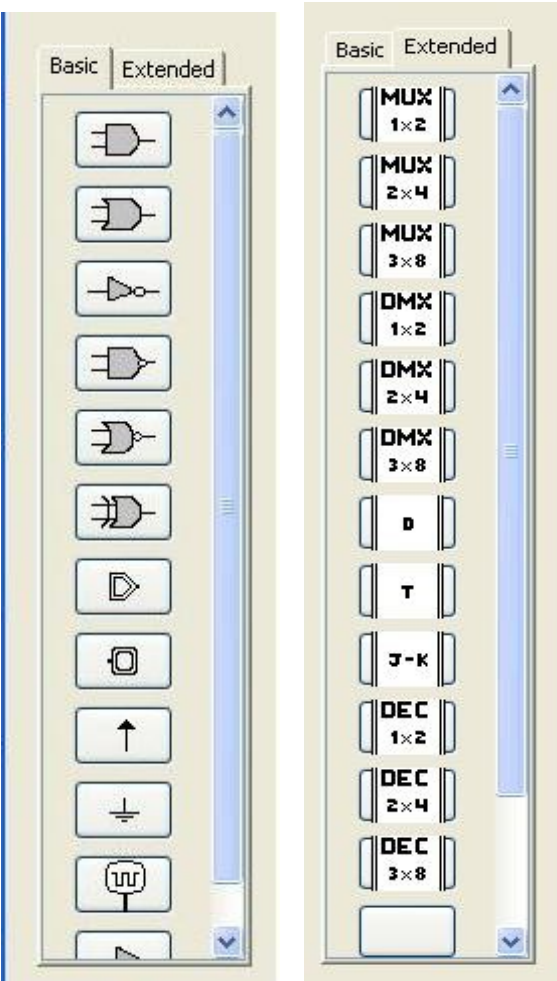 Basic
Extended
Basic
Extended
MUX
1×2
MUX
2×4
MUX
3×8
DMX
1×2
DMX
2×4
DMX
3×8
D
T
J-K
DEC
1×2
DEC
2×4
DEC
3×8